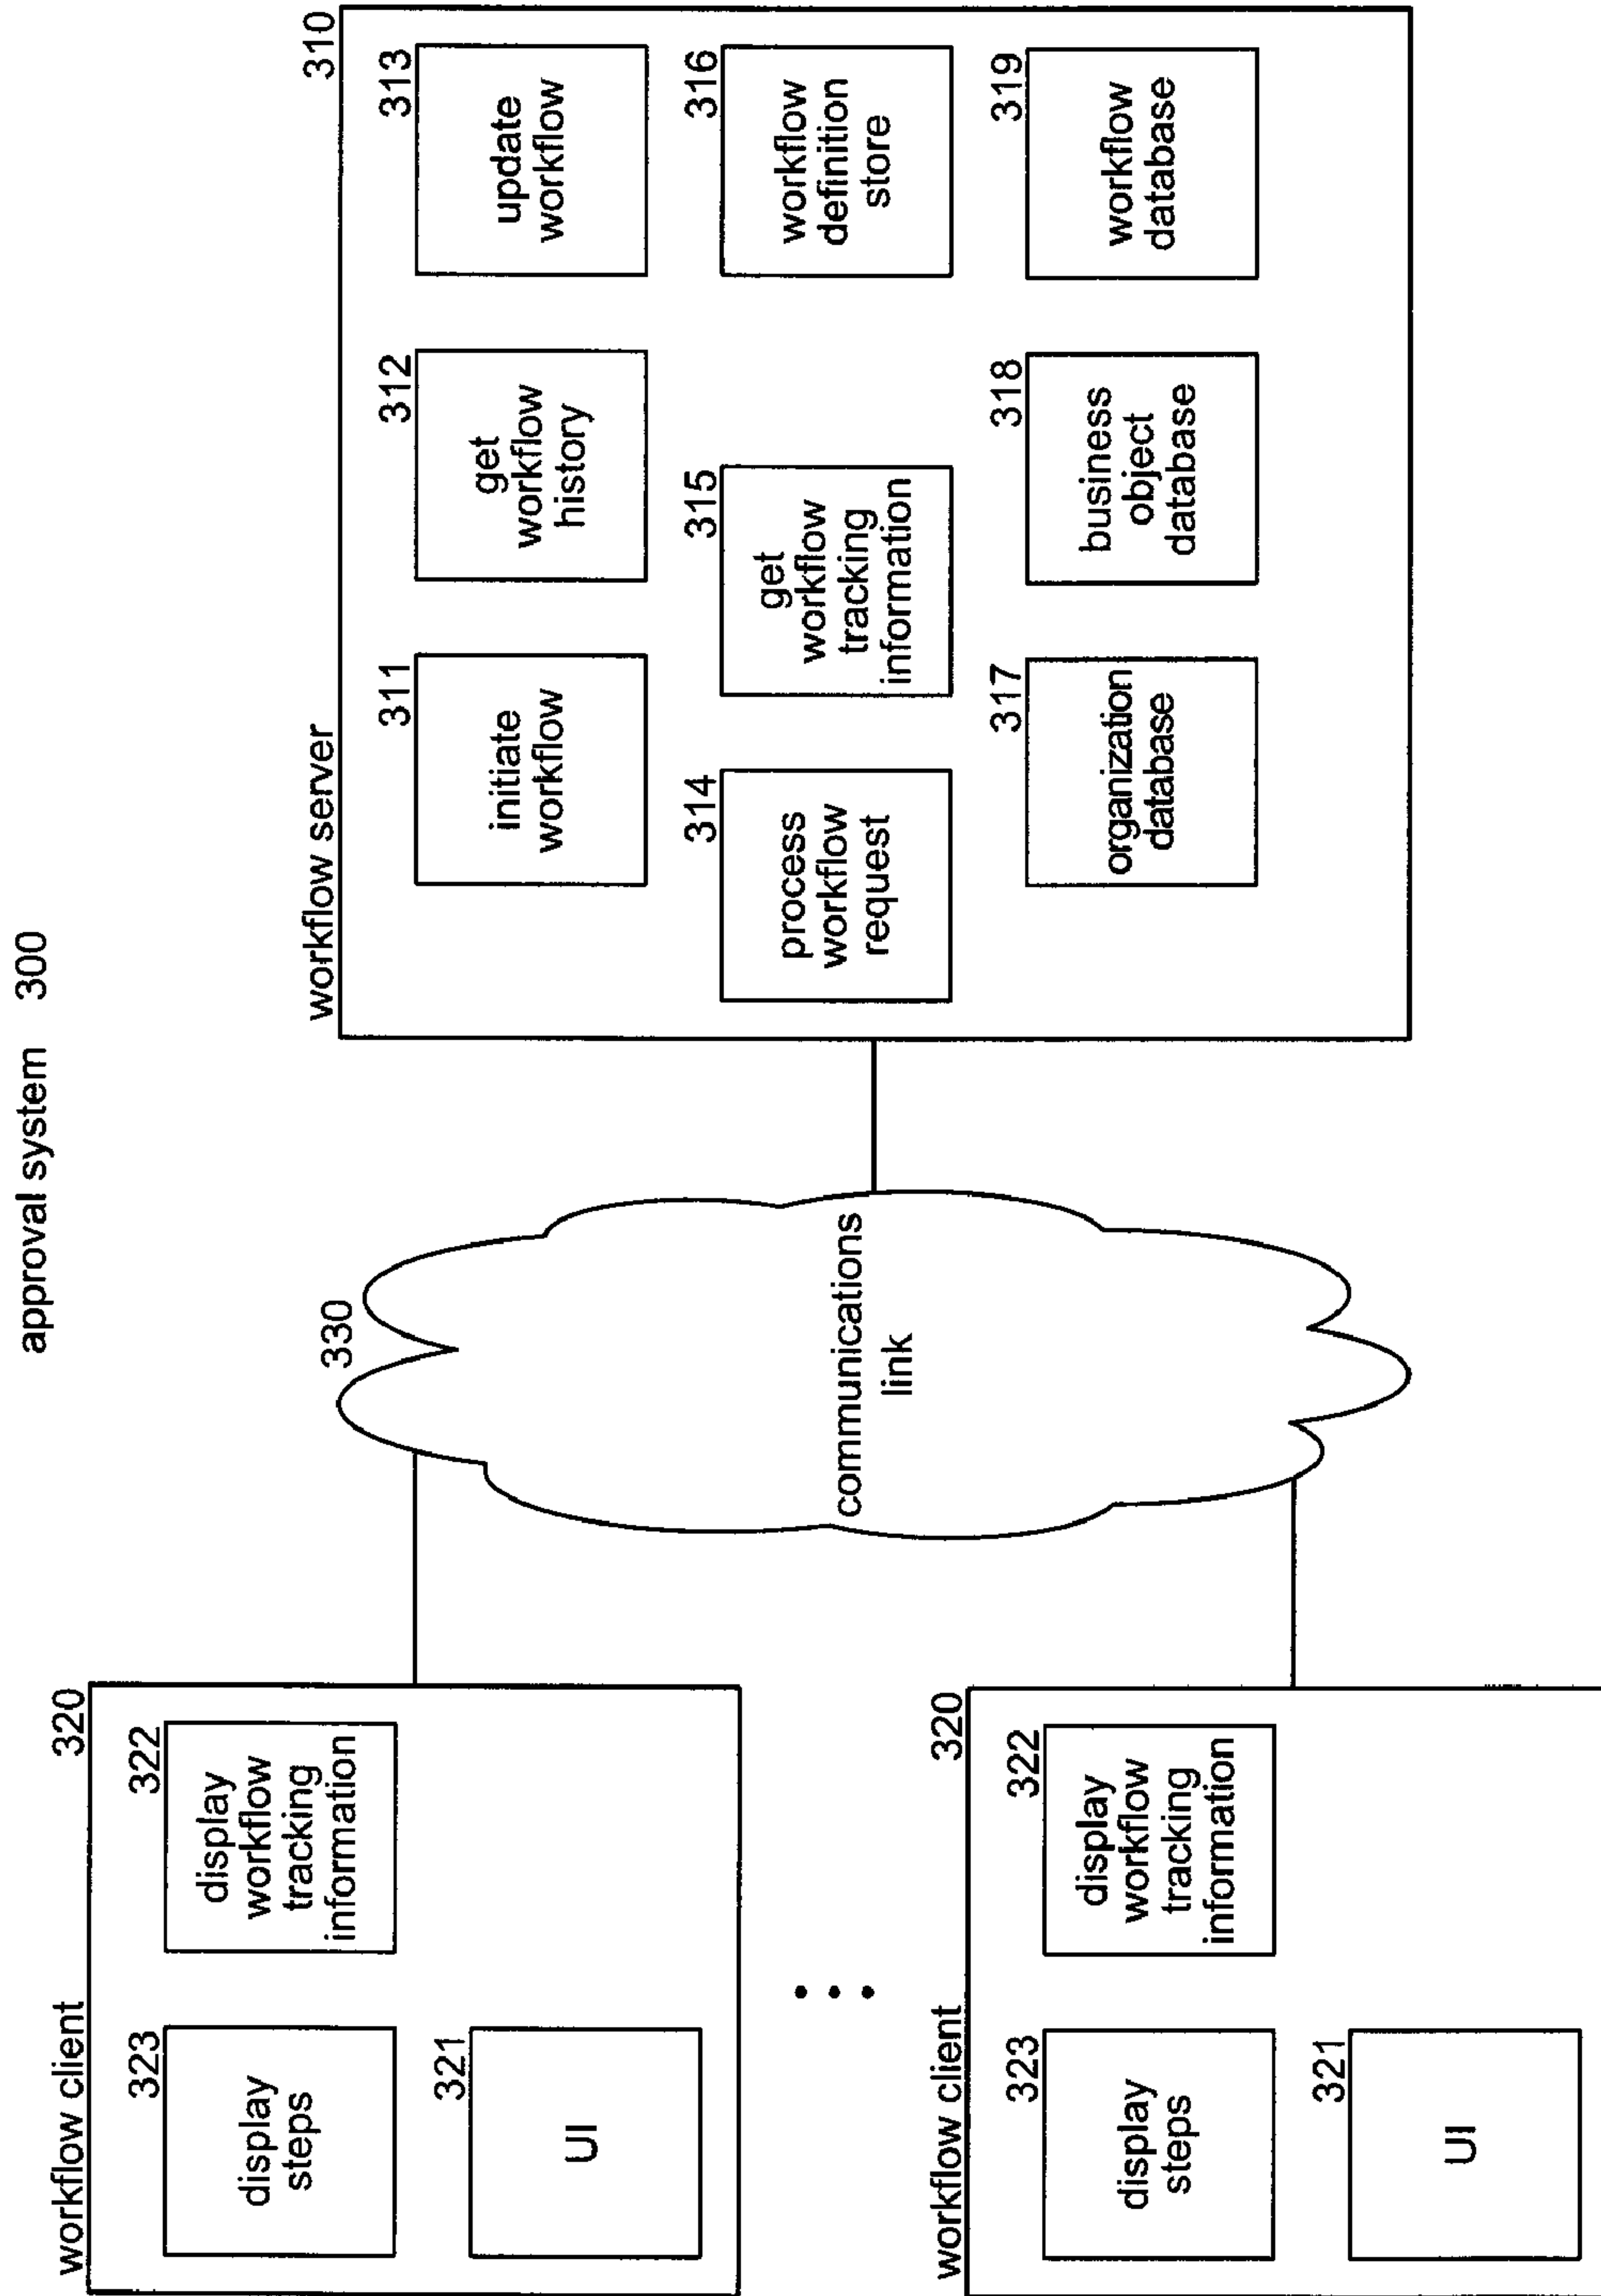 approval system 300
workflow client 320
323
display
steps
322
display
workflow
tracking
information
321
UI
workflow client 320
323
display
steps
322
display
workflow
tracking
information
321
UI
330
communications
link
workflow server 310
311
initiate
workflow
312
get
workflow
history
313
update
workflow
314
process
workflow
request
315
get
workflow
tracking
information
316
workflow
definition
store
317
organization
database
318
business
object
database
319
workflow
database